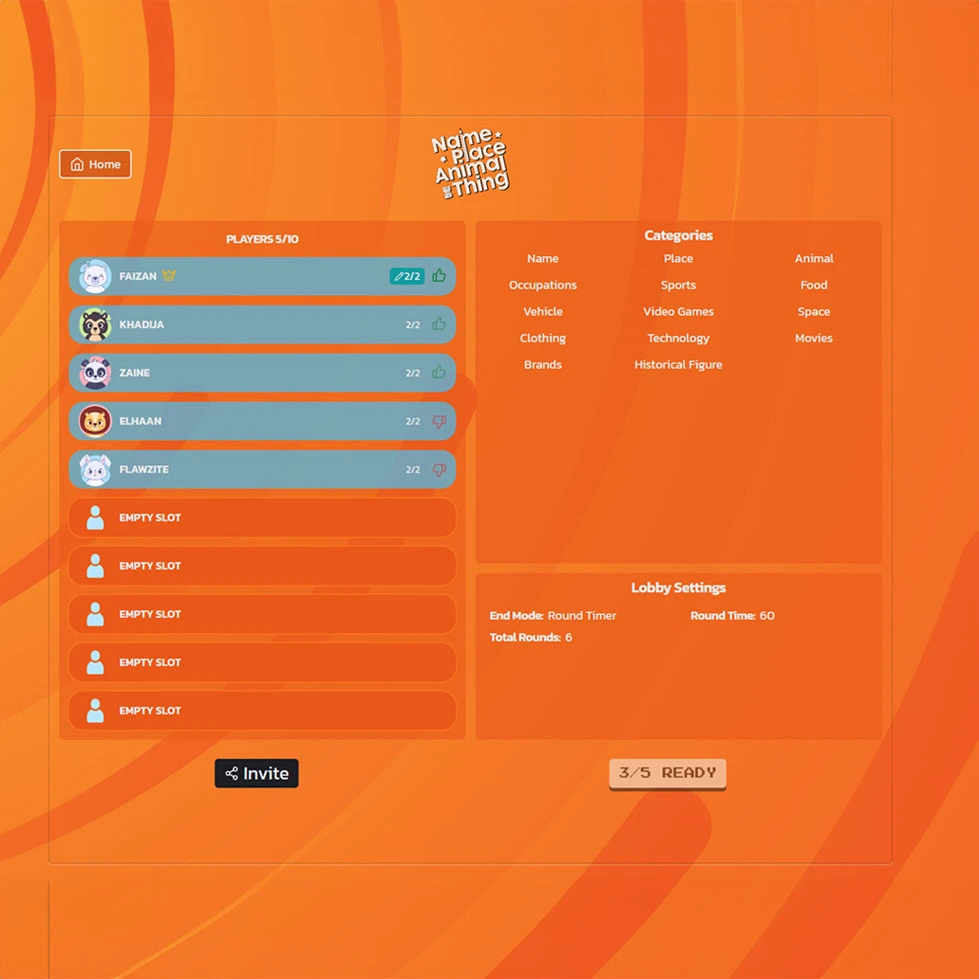 Home
Name
Place
Animal
Thing
PLAYERS 5/10
FAIZAN 2/2
KHADIJA 2/2
ZAINE 2/2
ELHAAN 2/2
FLAWZITE 2/2
EMPTY SLOT
EMPTY SLOT
EMPTY SLOT
EMPTY SLOT
EMPTY SLOT
Invite
Categories
Name Place Animal
Occupations Sports Food
Vehicle Video Games Space
Clothing Technology Movies
Brands Historical Figure
Lobby Settings
End Mode: Round Timer Round Time: 60
Total Rounds: 6
3/5 READY